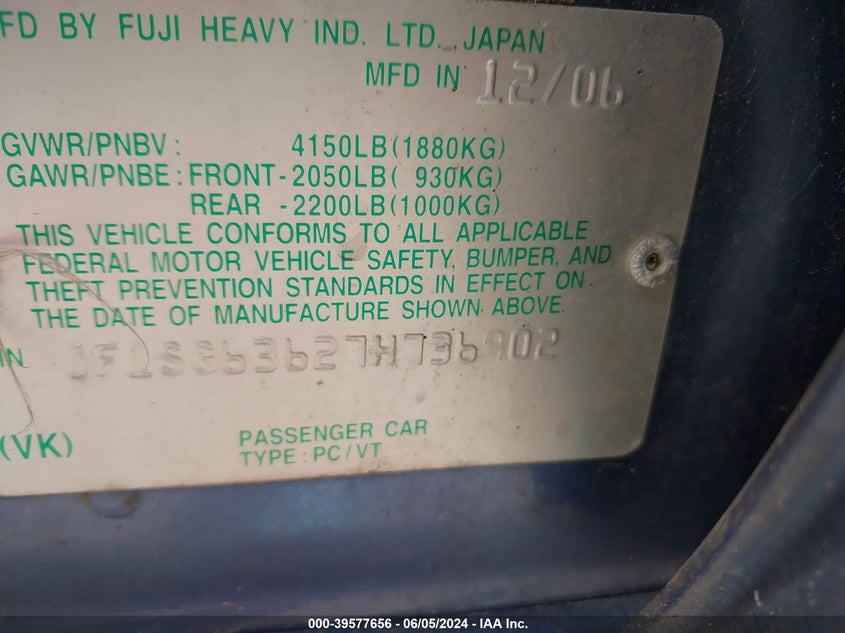 FD BY FUJI HEAVY IND. LTD. JAPAN
MFD IN 12/06
GVWR/PNBV: 4150LB(1880KG)
GAWR/PNBE: FRONT-2050LB( 930KG)
REAR -2200LB(1000KG)
THIS VEHICLE CONFORMS TO ALL APPLICABLE
FEDERAL MOTOR VEHICLE SAFETY, BUMPER, AND
THEFT PREVENTION STANDARDS IN EFFECT ON
THE DATE OF MANUFACTURE SHOWN ABOVE.
IN JF1SG63627H736902
(VK) PASSENGER CAR
TYPE: PC/VT
000-39577656 - 06/05/2024 - IAA Inc.